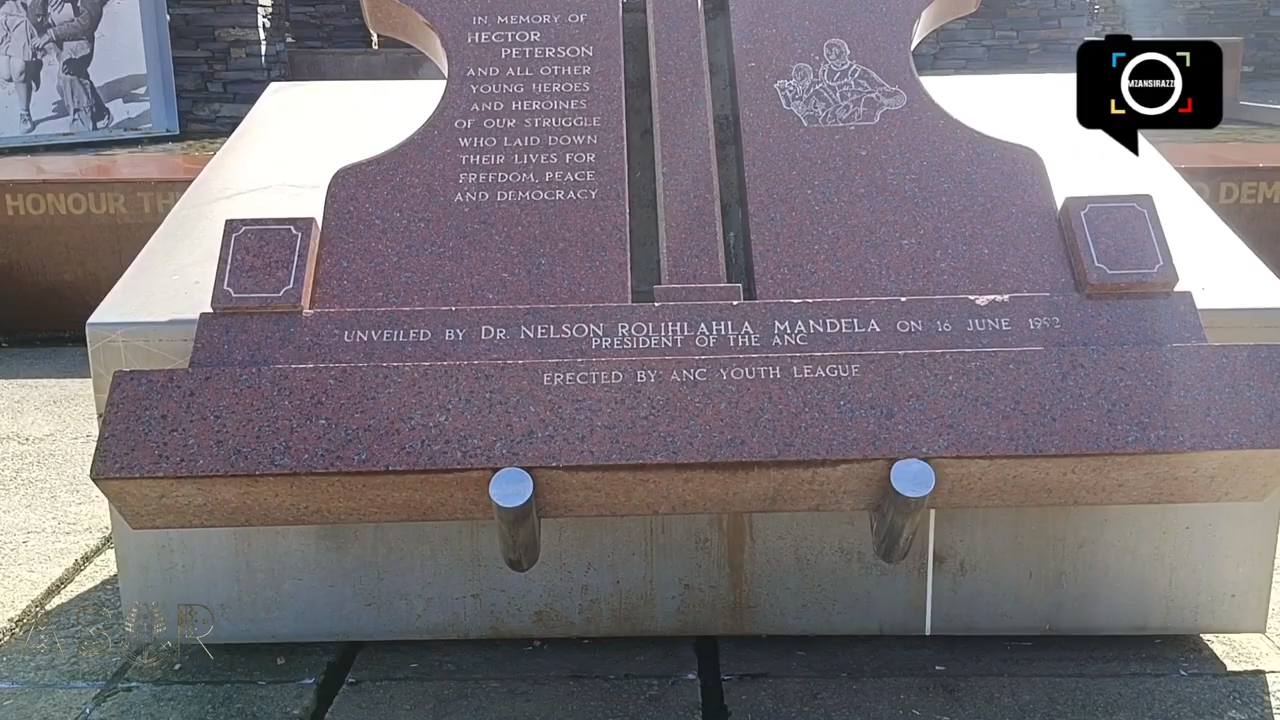 IN MEMORY OF
HECTOR
PETERSON
AND ALL OTHER
YOUNG HEROES
AND HEROINES
OF OUR STRUGGLE
WHO LAID DOWN
THEIR LIVES FOR
FREEDOM, PEACE
AND DEMOCRACY
MZANSIRAZZI
HONOUR TH
DEM
UNVEILED BY DR. NELSON ROLIHLAHLA MANDELA ON 16 JUNE 1992
PRESIDENT OF THE ANC
ERECTED BY ANC YOUTH LEAGUE